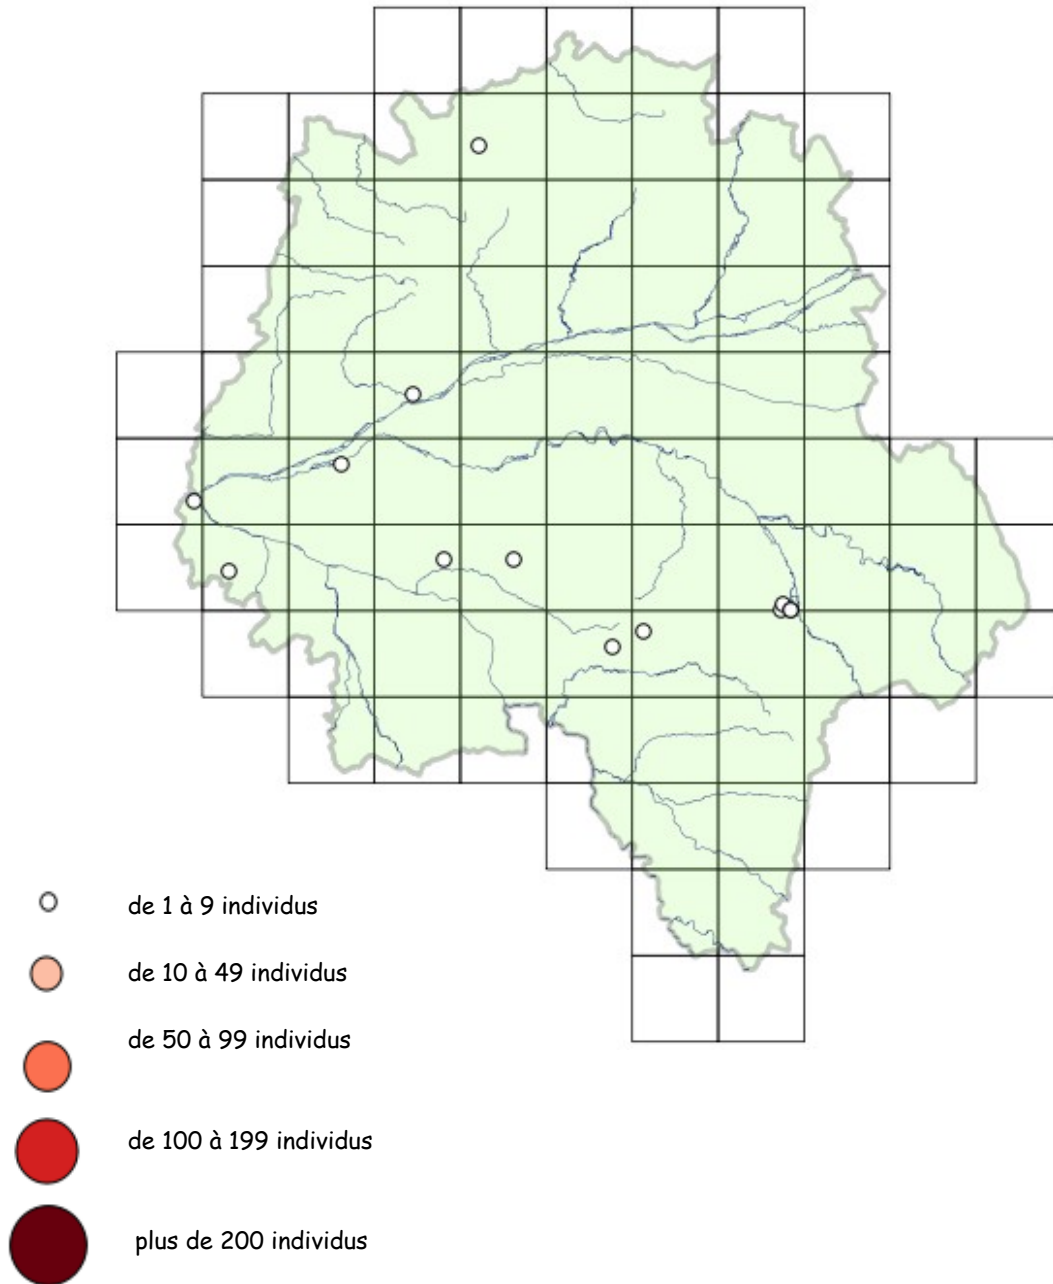 de 1 à 9 individus
de 10 à 49 individus
de 50 à 99 individus
de 100 à 199 individus
plus de 200 individus